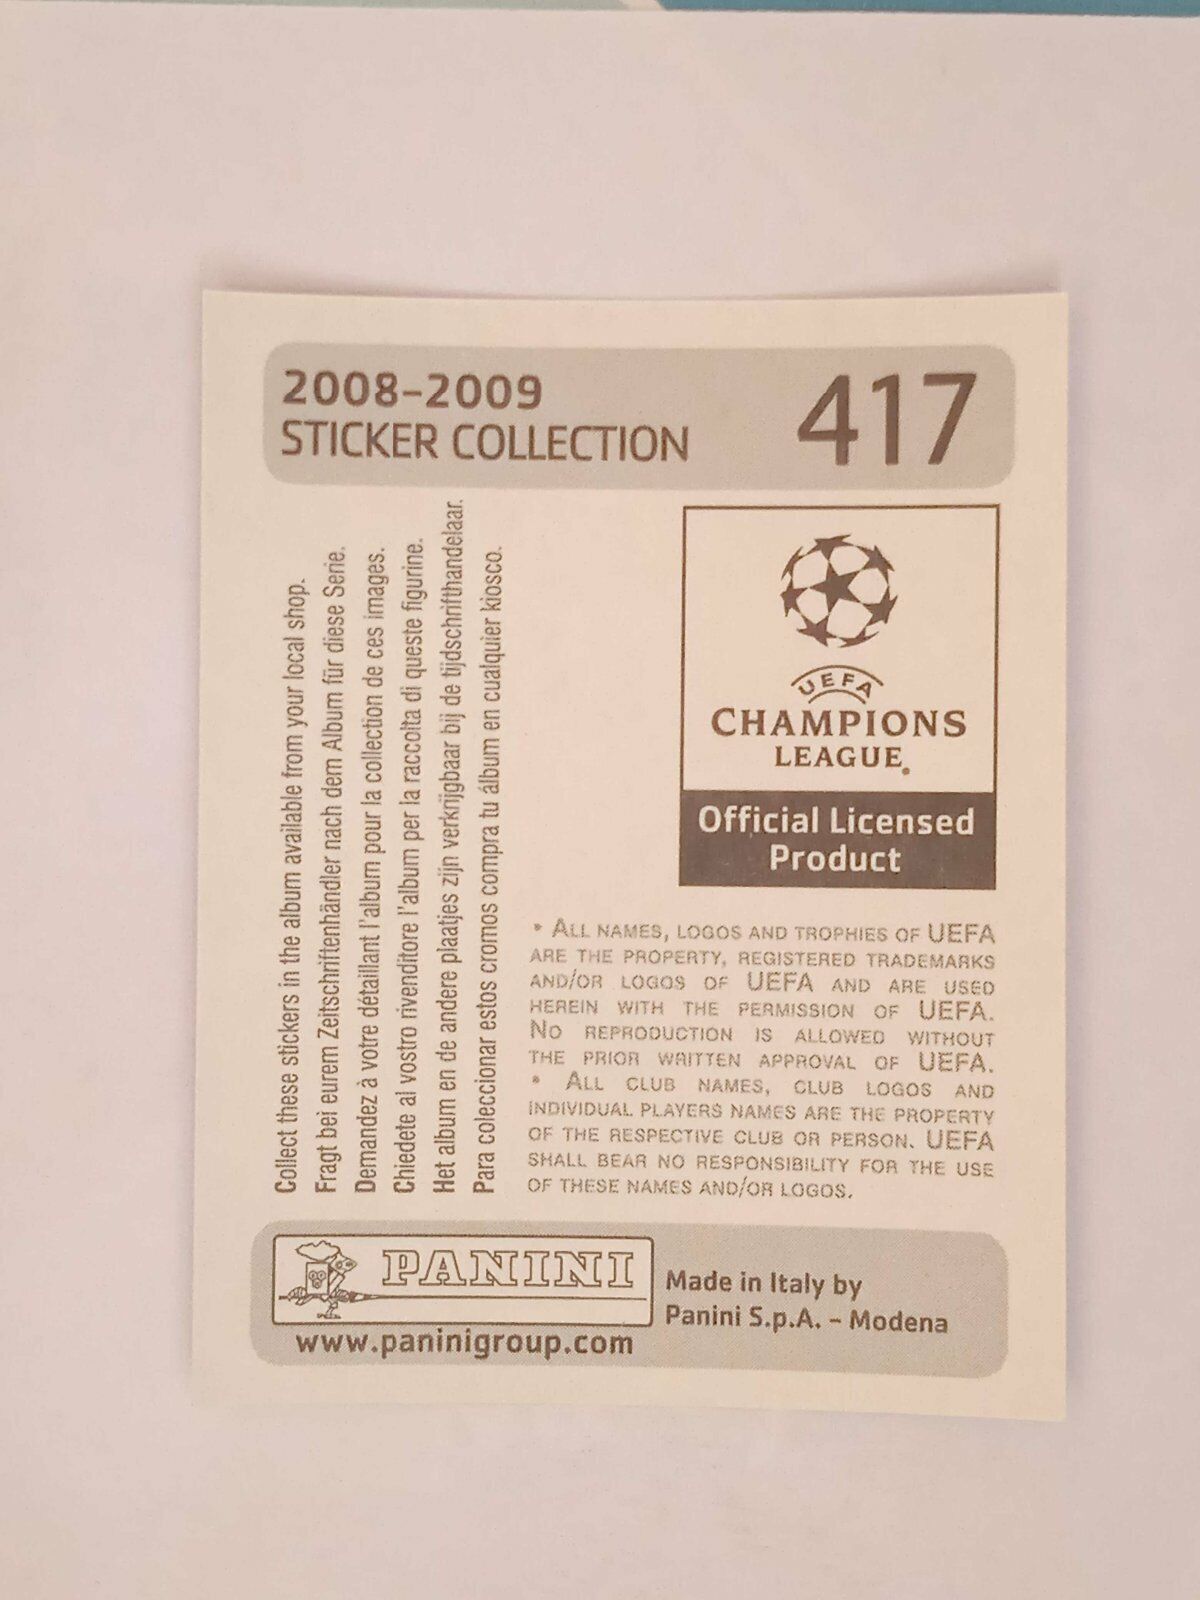 2008-2009
STICKER COLLECTION
417
Collect these stickers in the album available from your local shop.
Fragt bei eurem Zeitschriftenhändler nach dem Album für diese Serie.
Demandez à votre détaillant l'album pour la collection de ces images.
Chiedete al vostro rivenditore l'album per la raccolta di queste figurine.
Het album en de andere plaatjes zijn verkrijgbaar bij de tijdschrifthandelaar.
Para coleccionar estos cromos compra tu álbum en cualquier kiosco.
UEFA
CHAMPIONS
LEAGUE
Official Licensed
Product
* ALL NAMES, LOGOS AND TROPHIES OF UEFA
ARE THE PROPERTY, REGISTERED TRADEMARKS
AND/OR LOGOS OF UEFA AND ARE USED
HEREIN WITH THE PERMISSION OF UEFA.
NO REPRODUCTION IS ALLOWED WITHOUT
THE PRIOR WRITTEN APPROVAL OF UEFA.
* ALL CLUB NAMES, CLUB LOGOS AND
INDIVIDUAL PLAYERS NAMES ARE THE PROPERTY
OF THE RESPECTIVE CLUB OR PERSON. UEFA
SHALL BEAR NO RESPONSIBILITY FOR THE USE
OF THESE NAMES AND/OR LOGOS.
PANINI
www.paninigroup.com
Made in Italy by
Panini S.p.A. - Modena